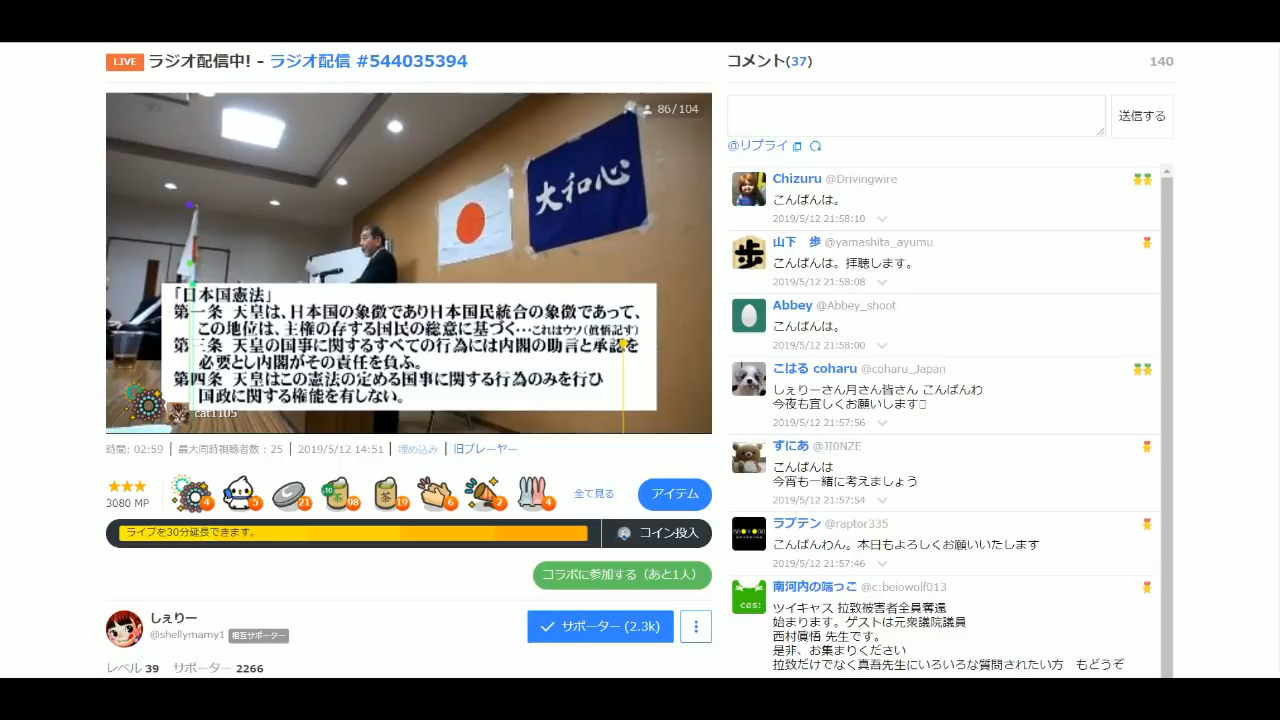 LIVE ラジオ配信中! - ラジオ配信 #544035394
86/104
大和心
「日本国憲法」
第一条 天皇は、日本国の象徴であり日本国民統合の象徴であって、
この地位は、主権の存する国民の総意に基づく…これはウソ(眞悟記す)
第三条 天皇の国事に関するすべての行為には内閣の助言と承認を
必要とし内閣がその責任を負ふ。
第四条 天皇はこの憲法の定める国事に関する行為のみを行ひ
国政に関する権能を有しない。
cat1105
時間: 02:59 | 最大同時視聴者数 : 25 | 2019/5/12 14:51 | 埋め込み | 旧プレーヤー
3080 MP
4
5
21
98
19
6
2
4
全て見る
アイテム
ライブを30分延長できます。
コイン投入
コラボに参加する（あと1人）
しぇりー
@shellymamy1 相互サポーター
サポーター (2.3k)
レベル 39 サポーター 2266
コメント(37)
140
送信する
@リプライ
Chizuru @Drivingwire
こんばんは。
2019/5/12 21:58:10
山下　歩 @yamashita_ayumu
こんばんは。拝聴します。
2019/5/12 21:58:08
Abbey @Abbey_shoot
こんばんは。
2019/5/12 21:58:00
こはる coharu @coharu_Japan
しぇりーさん月さん皆さん こんばんわ
今夜も宜しくお願いします
2019/5/12 21:57:56
ずにあ @JI0NZE
こんばんは
今宵も一緒に考えましょう
2019/5/12 21:57:54
ラプテン @raptor335
こんばんわん。本日もよろしくお願いいたします
2019/5/12 21:57:46
南河内の端っこ @c:beiowolf013
cas:
ツイキャス 拉致被害者全員奪還
始まります。ゲストは元衆議院議員
西村眞悟 先生です。
是非、お集まりください
拉致だけでなく真吾先生にいろいろな質問されたい方　もどうぞ